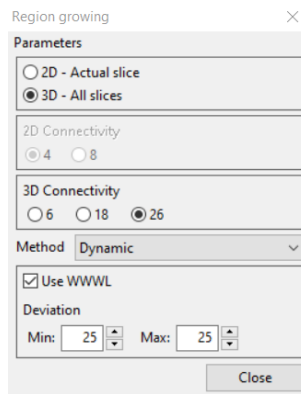 Region growing
Parameters
2D - Actual slice
3D - All slices
2D Connectivity
4 8
3D Connectivity
6 18 26
Method Dynamic
Use WWWL
Deviation
Min: 25 Max: 25
Close